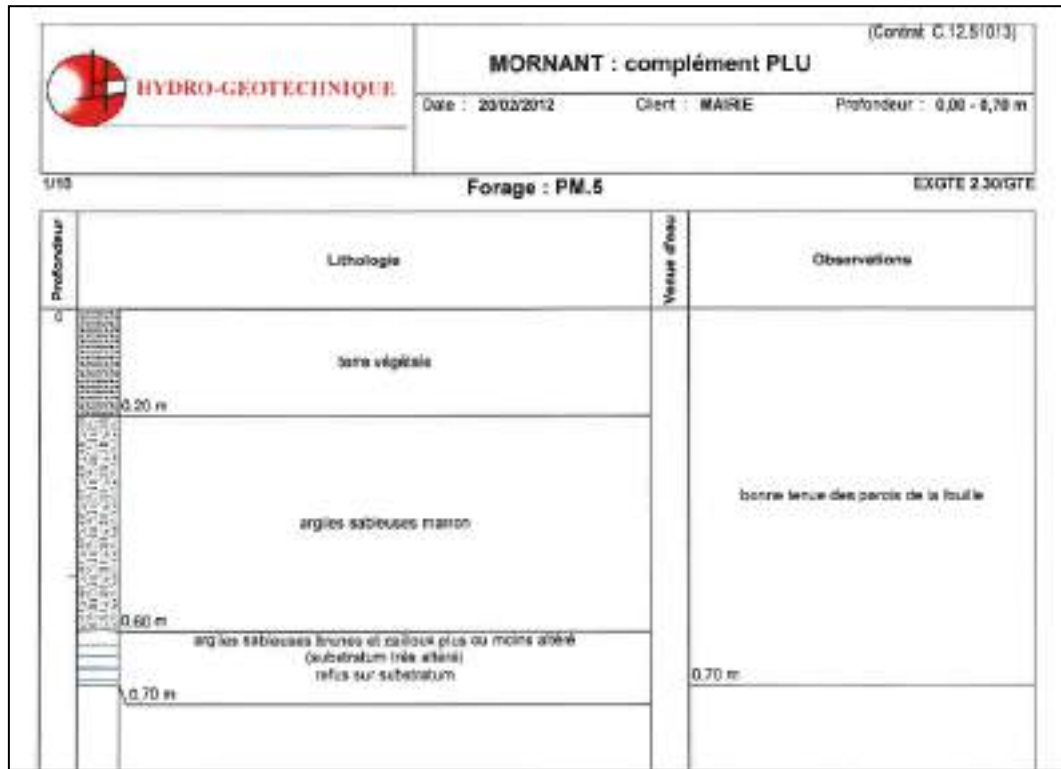 (Contrat C.12.51013)
MORNANT : complément PLU
HYDRO-GEOTECHNIQUE
Date : 20/02/2012 Client : MAIRIE Profondeur : 0,00 - 0,70 m
1/10
Forage : PM.5
EXGTE 2.30/GTE
Profondeur
Lithologie
Venue d'eau
Observations
0
terre végétale
0.20 m
argiles sableuses marron
bonne tenue des parois de la fouille
0.60 m
argiles sableuses brunes et cailloux plus ou moins altéré
(substratum très altéré)
refus sur substratum
0.70 m
0.70 m